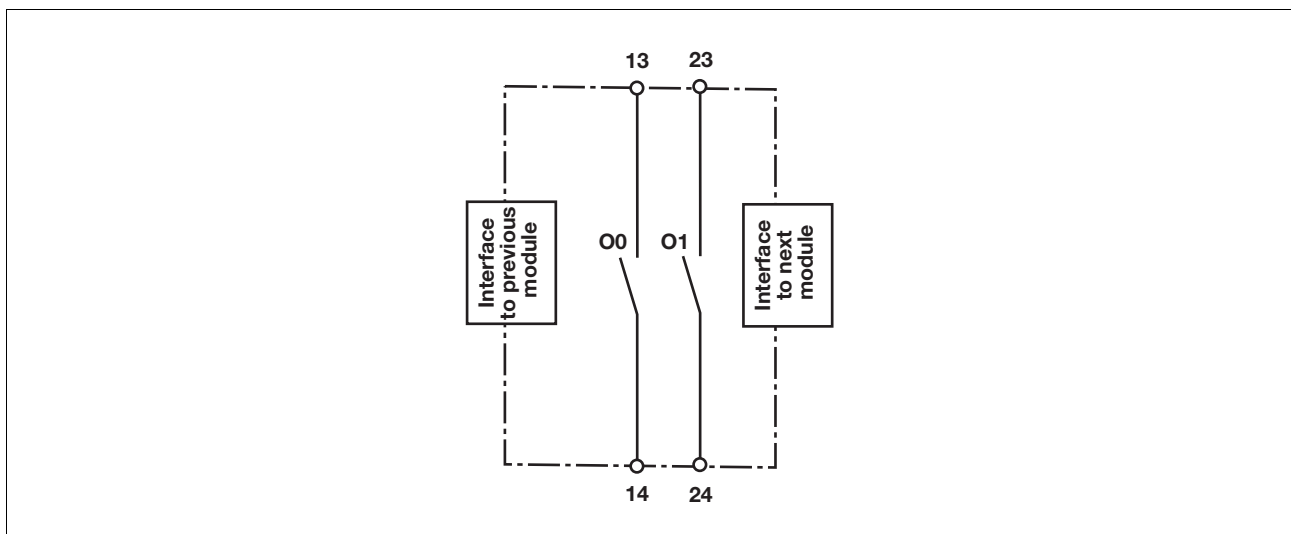 13
23
Interface
to previous
module
O0
O1
Interface
to next
module
14
24